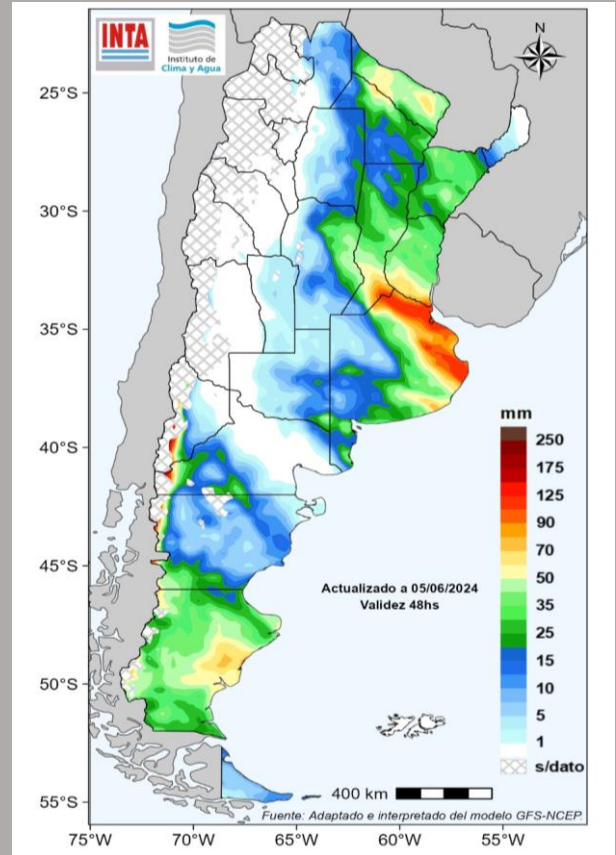 INTA
Instituto de
Clima y Agua
N
25°S
30°S
35°S
40°S
45°S
50°S
55°S
75°W
70°W
65°W
60°W
55°W
mm
250
175
125
90
70
50
35
25
15
10
5
1
s/dato
Actualizado a 05/06/2024
Validez 48hs
400 km
Fuente: Adaptado e interpretado del modelo GFS-NCEP.